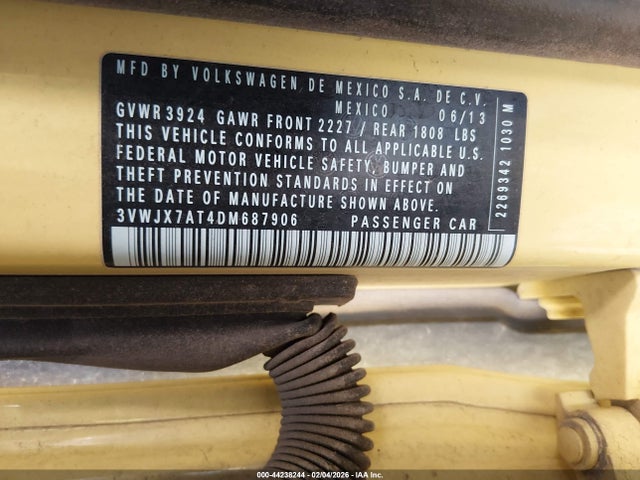 MFD BY VOLKSWAGEN DE MEXICO S.A. DE C.V.
MEXICO 06/13
GVWR 3924 GAWR FRONT 2227 / REAR 1808 LBS
THIS VEHICLE CONFORMS TO ALL APPLICABLE U.S.
FEDERAL MOTOR VEHICLE SAFETY, BUMPER AND
THEFT PREVENTION STANDARDS IN EFFECT ON
THE DATE OF MANUFACTURE SHOWN ABOVE.
3VWJX7AT4DM687906 PASSENGER CAR
2269342 1030 M
000-44238244 - 02/04/2026 - IAA Inc.